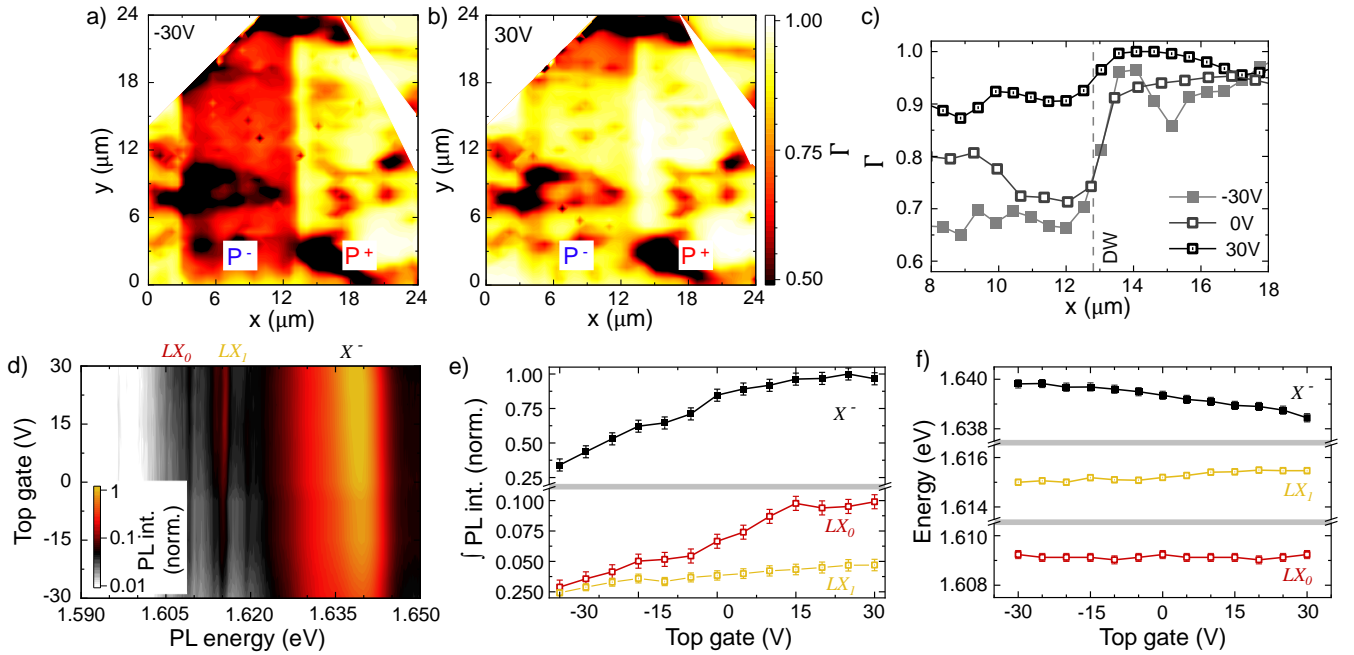 a)
-30V
24
18
12
6
0
y (μm)
P-
P+
0
6
12
18
24
x (μm)
b)
30V
24
18
12
6
0
y (μm)
P-
P+
0
6
12
18
24
x (μm)
1.00
0.75
0.50
Γ
c)
1.0
0.9
0.8
0.7
0.6
Γ
DW
-30V
0V
30V
8
10
12
14
16
18
x (μm)
d)
LX0
LX1
X-
30
15
0
-15
-30
Top gate (V)
1
0.1
0.01
PL int.
(norm.)
1.590
1.605
1.620
1.635
1.650
PL energy (eV)
e)
1.00
0.75
0.50
0.25
0.100
0.750
0.500
0.250
∫ PL int. (norm.)
X-
LX0
LX1
-30
-15
0
15
30
Top gate (V)
f)
1.640
1.638
1.616
1.615
1.609
1.608
Energy (eV)
X-
LX1
LX0
-30
-15
0
15
30
Top gate (V)